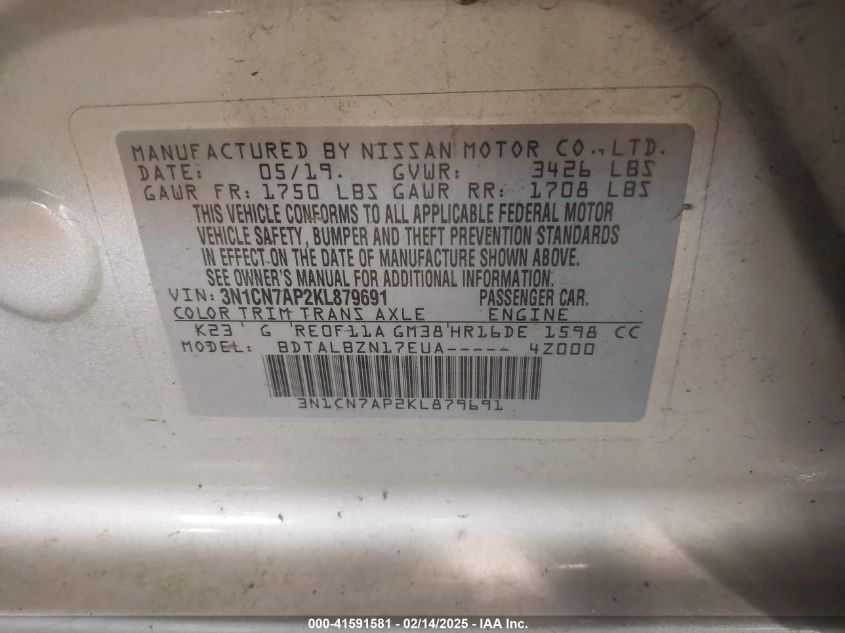 MANUFACTURED BY NISSAN MOTOR CO., LTD.
DATE: 05/19. GVWR: 3426 LBS
GAWR FR: 1750 LBS GAWR RR: 1708 LBS
THIS VEHICLE CONFORMS TO ALL APPLICABLE FEDERAL MOTOR
VEHICLE SAFETY, BUMPER AND THEFT PREVENTION STANDARDS
IN EFFECT ON THE DATE OF MANUFACTURE SHOWN ABOVE.
SEE OWNER'S MANUAL FOR ADDITIONAL INFORMATION.
VIN: 3N1CN7AP2KL879691 PASSENGER CAR.
COLOR TRIM TRANS AXLE ENGINE
K23 G RE0F11A GM38 HR16DE 1598 CC
MODEL: BDTALBZN17EUA----- 4Z000
3N1CN7AP2KL879691
000-41591581 - 02/14/2025 - IAA Inc.